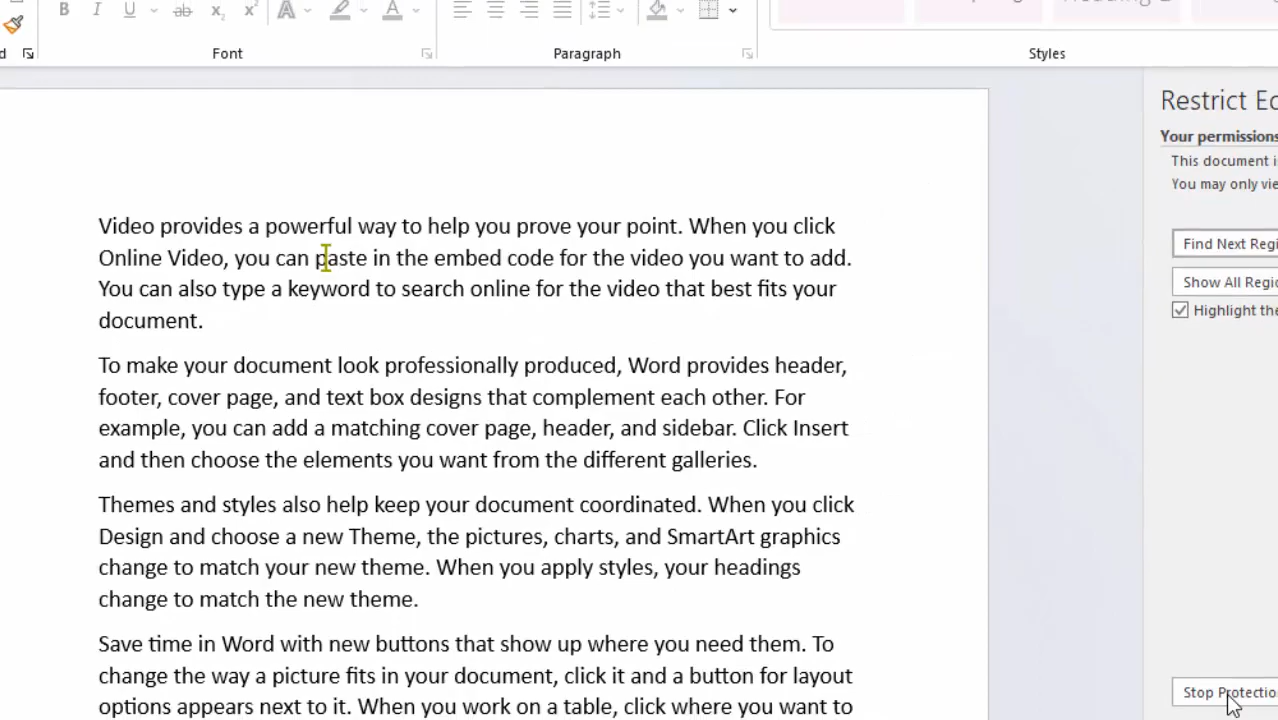 B I U ab x₂ x² A A
d Font Paragraph Styles
Restrict Ed
Your permissions
This document i
You may only vie
Find Next Regi
Show All Regio
Highlight the
Video provides a powerful way to help you prove your point. When you click
Online Video, you can paste in the embed code for the video you want to add.
You can also type a keyword to search online for the video that best fits your
document.
To make your document look professionally produced, Word provides header,
footer, cover page, and text box designs that complement each other. For
example, you can add a matching cover page, header, and sidebar. Click Insert
and then choose the elements you want from the different galleries.
Themes and styles also help keep your document coordinated. When you click
Design and choose a new Theme, the pictures, charts, and SmartArt graphics
change to match your new theme. When you apply styles, your headings
change to match the new theme.
Save time in Word with new buttons that show up where you need them. To
change the way a picture fits in your document, click it and a button for layout
options appears next to it. When you work on a table, click where you want to
Stop Protectio